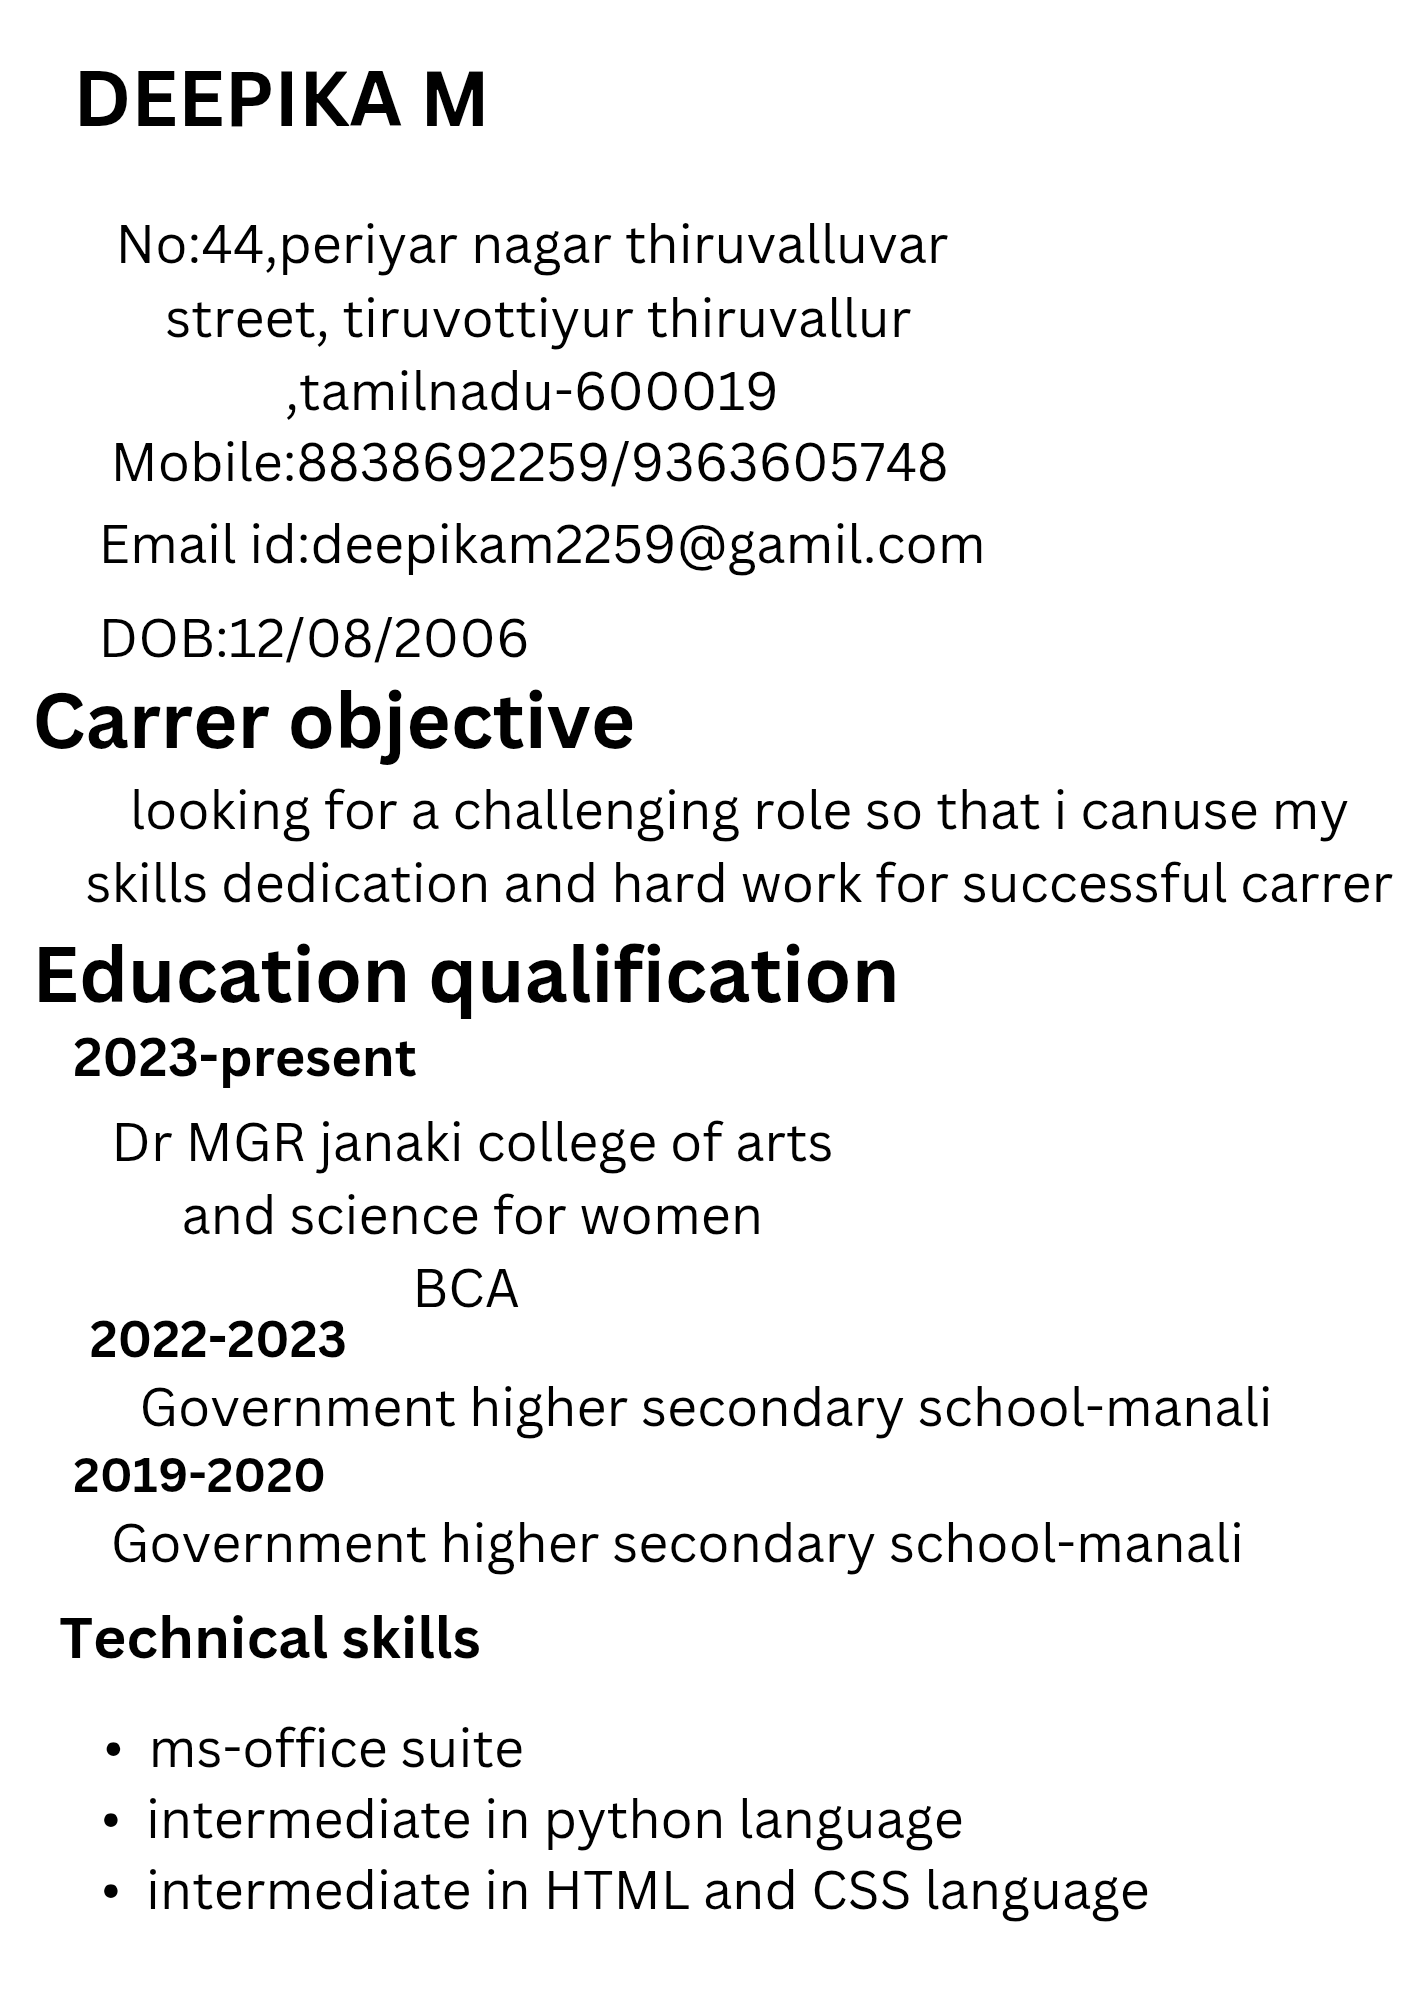 DEEPIKA M
No:44,periyar nagar thiruvalluvar
street, tiruvottiyur thiruvallur
,tamilnadu-600019
Mobile:8838692259/9363605748
Email id:deepikam2259@gamil.com
DOB:12/08/2006
Carrer objective
looking for a challenging role so that i canuse my
skills dedication and hard work for successful carrer
Education qualification
2023-present
Dr MGR janaki college of arts
and science for women
BCA
2022-2023
Government higher secondary school-manali
2019-2020
Government higher secondary school-manali
Technical skills
• ms-office suite
• intermediate in python language
• intermediate in HTML and CSS language